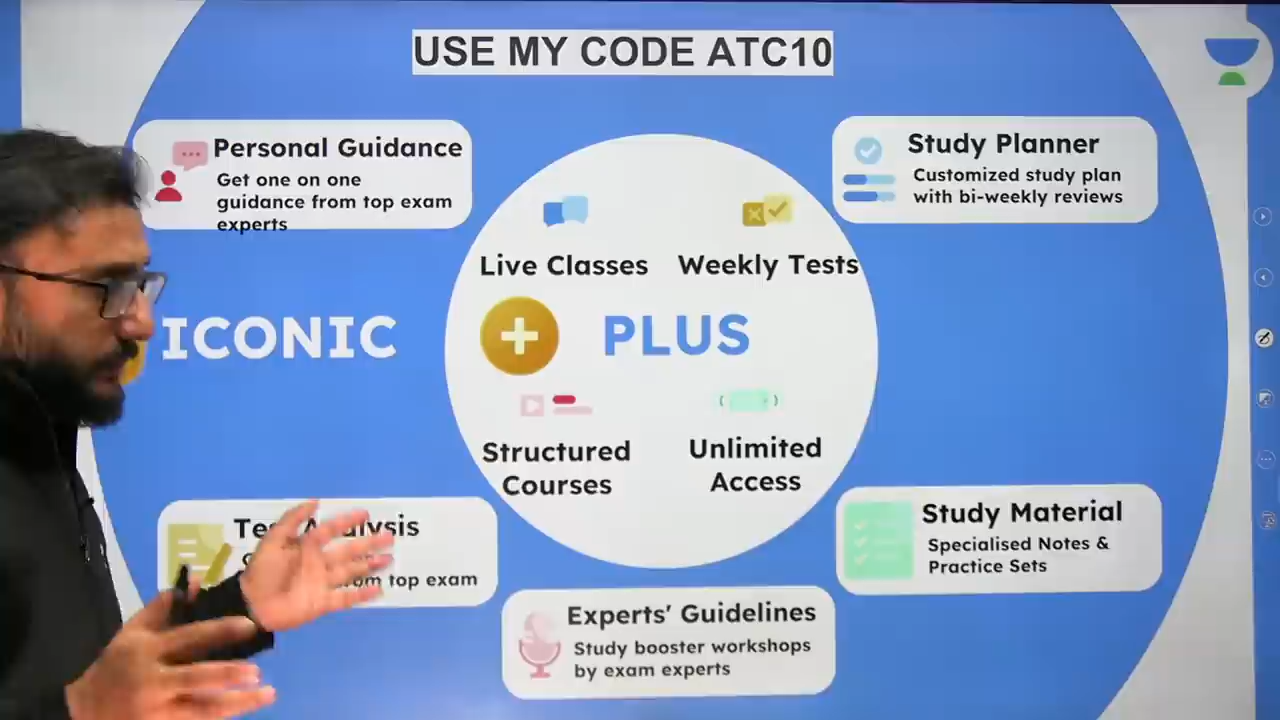 USE MY CODE ATC10
Personal Guidance
Get one on one
guidance from top exam
experts
Study Planner
Customized study plan
with bi-weekly reviews
Live Classes
Weekly Tests
ICONIC
PLUS
Structured
Courses
Unlimited
Access
Analysis
from top exam
Study Material
Specialised Notes &
Practice Sets
Experts' Guidelines
Study booster workshops
by exam experts